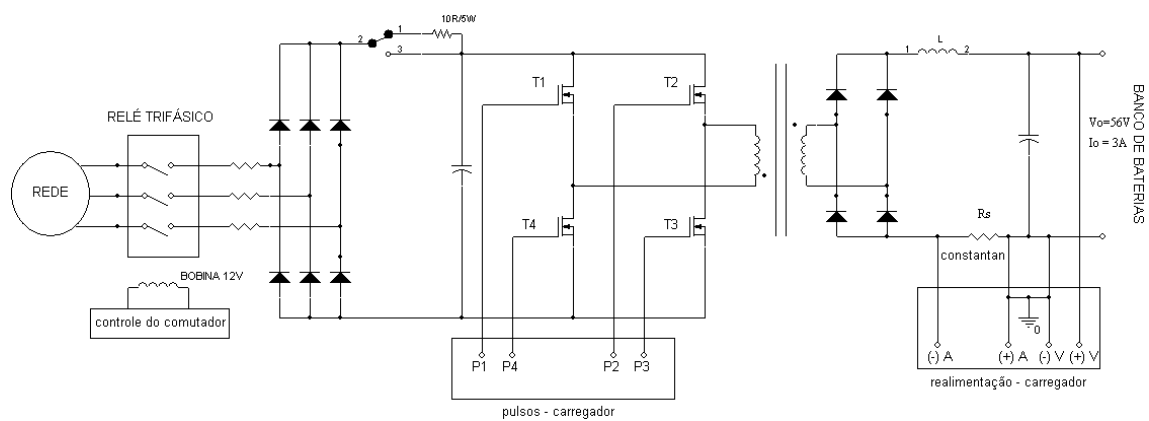 10R/5W
1
2
3
L
1
2
T1
T2
RELÉ TRIFÁSICO
Vo=56V
Io = 3A
BANCO DE BATERIAS
REDE
Rs
T4
T3
constantan
BOBINA 12V
controle do comutador
0
P1
P4
P2
P3
(-) A
(+) A
(-) V
(+) V
realimentação - carregador
pulsos - carregador